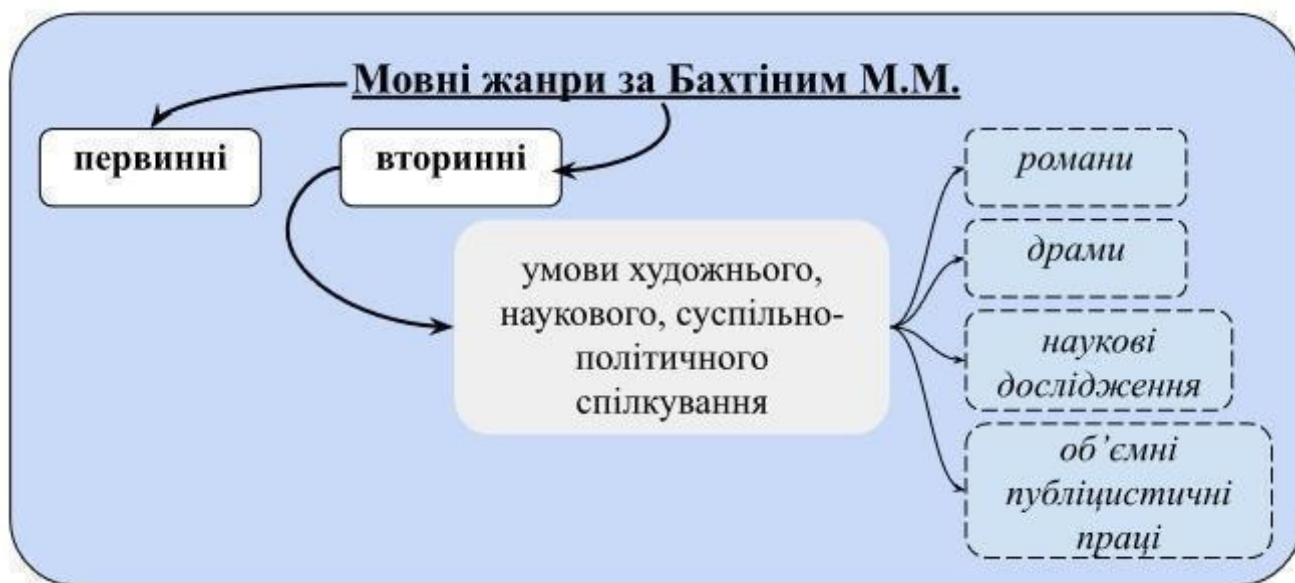 Мовні жанри за Бахтіним М.М.
первинні
вторинні
умови художнього,
наукового, суспільно-
політичного
спілкування
романи
драми
наукові
дослідження
об’ємні
публіцистичні
праці